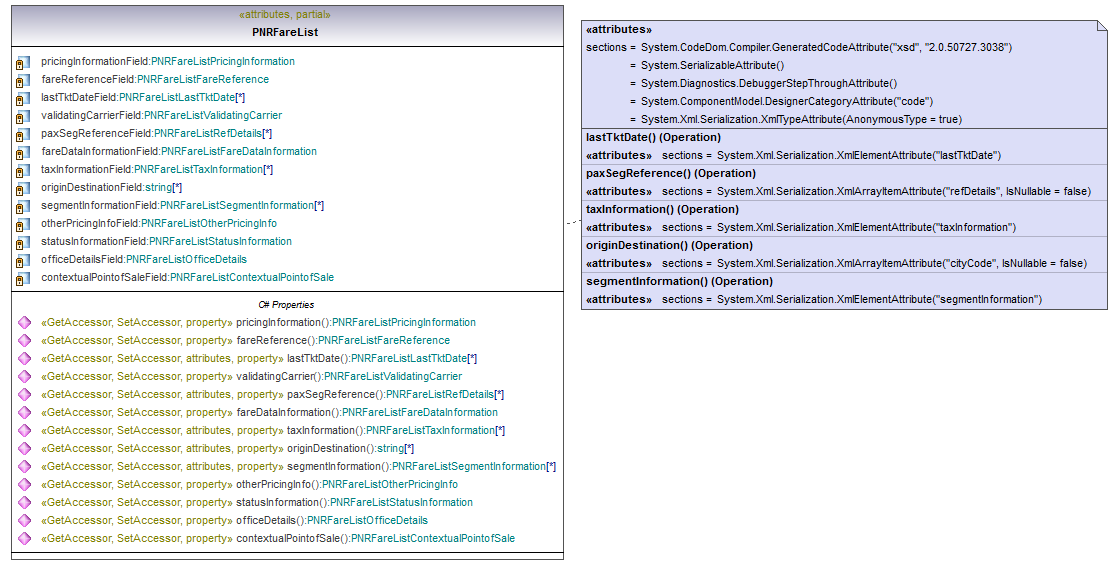 «attributes, partial»
PNRFareList
pricingInformationField:PNRFareListPricingInformation
fareReferenceField:PNRFareListFareReference
lastTktDateField:PNRFareListLastTktDate[*]
validatingCarrierField:PNRFareListValidatingCarrier
paxSegReferenceField:PNRFareListRefDetails[*]
fareDataInformationField:PNRFareListFareDataInformation
taxInformationField:PNRFareListTaxInformation[*]
originDestinationField:string[*]
segmentInformationField:PNRFareListSegmentInformation[*]
otherPricingInfoField:PNRFareListOtherPricingInfo
statusInformationField:PNRFareListStatusInformation
officeDetailsField:PNRFareListOfficeDetails
contextualPointofSaleField:PNRFareListContextualPointofSale
C# Properties
«GetAccessor, SetAccessor, property» pricingInformation():PNRFareListPricingInformation
«GetAccessor, SetAccessor, property» fareReference():PNRFareListFareReference
«GetAccessor, SetAccessor, attributes, property» lastTktDate():PNRFareListLastTktDate[*]
«GetAccessor, SetAccessor, property» validatingCarrier():PNRFareListValidatingCarrier
«GetAccessor, SetAccessor, attributes, property» paxSegReference():PNRFareListRefDetails[*]
«GetAccessor, SetAccessor, property» fareDataInformation():PNRFareListFareDataInformation
«GetAccessor, SetAccessor, attributes, property» taxInformation():PNRFareListTaxInformation[*]
«GetAccessor, SetAccessor, attributes, property» originDestination():string[*]
«GetAccessor, SetAccessor, attributes, property» segmentInformation():PNRFareListSegmentInformation[*]
«GetAccessor, SetAccessor, property» otherPricingInfo():PNRFareListOtherPricingInfo
«GetAccessor, SetAccessor, property» statusInformation():PNRFareListStatusInformation
«GetAccessor, SetAccessor, property» officeDetails():PNRFareListOfficeDetails
«GetAccessor, SetAccessor, property» contextualPointofSale():PNRFareListContextualPointofSale
«attributes»
sections = System.CodeDom.Compiler.GeneratedCodeAttribute("xsd", "2.0.50727.3038")
= System.SerializableAttribute()
= System.Diagnostics.DebuggerStepThroughAttribute()
= System.ComponentModel.DesignerCategoryAttribute("code")
= System.Xml.Serialization.XmlTypeAttribute(AnonymousType = true)
lastTktDate() (Operation)
«attributes» sections = System.Xml.Serialization.XmlElementAttribute("lastTktDate")
paxSegReference() (Operation)
«attributes» sections = System.Xml.Serialization.XmlArrayItemAttribute("refDetails", IsNullable = false)
taxInformation() (Operation)
«attributes» sections = System.Xml.Serialization.XmlElementAttribute("taxInformation")
originDestination() (Operation)
«attributes» sections = System.Xml.Serialization.XmlArrayItemAttribute("cityCode", IsNullable = false)
segmentInformation() (Operation)
«attributes» sections = System.Xml.Serialization.XmlElementAttribute("segmentInformation")